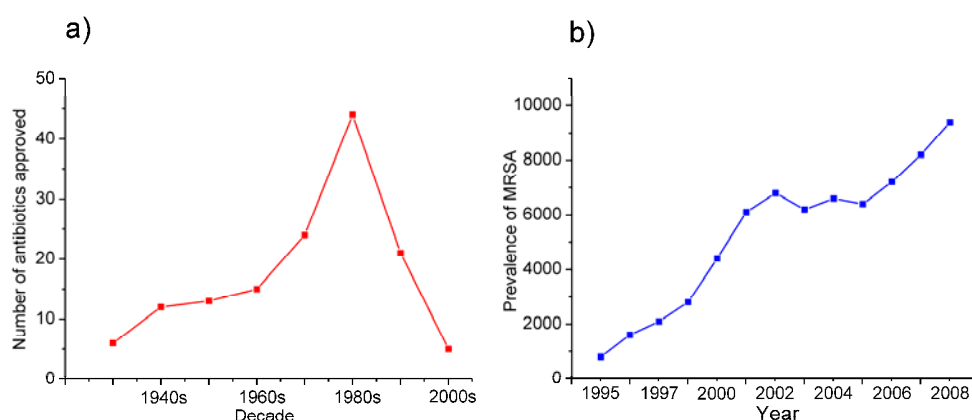 a)
Number of antibiotics approved
50
40
30
20
10
0
1940s 1960s 1980s 2000s
Decade
b)
Prevalence of MRSA
10000
8000
6000
4000
2000
0
1995 1997 2000 2002 2004 2006 2008
Year